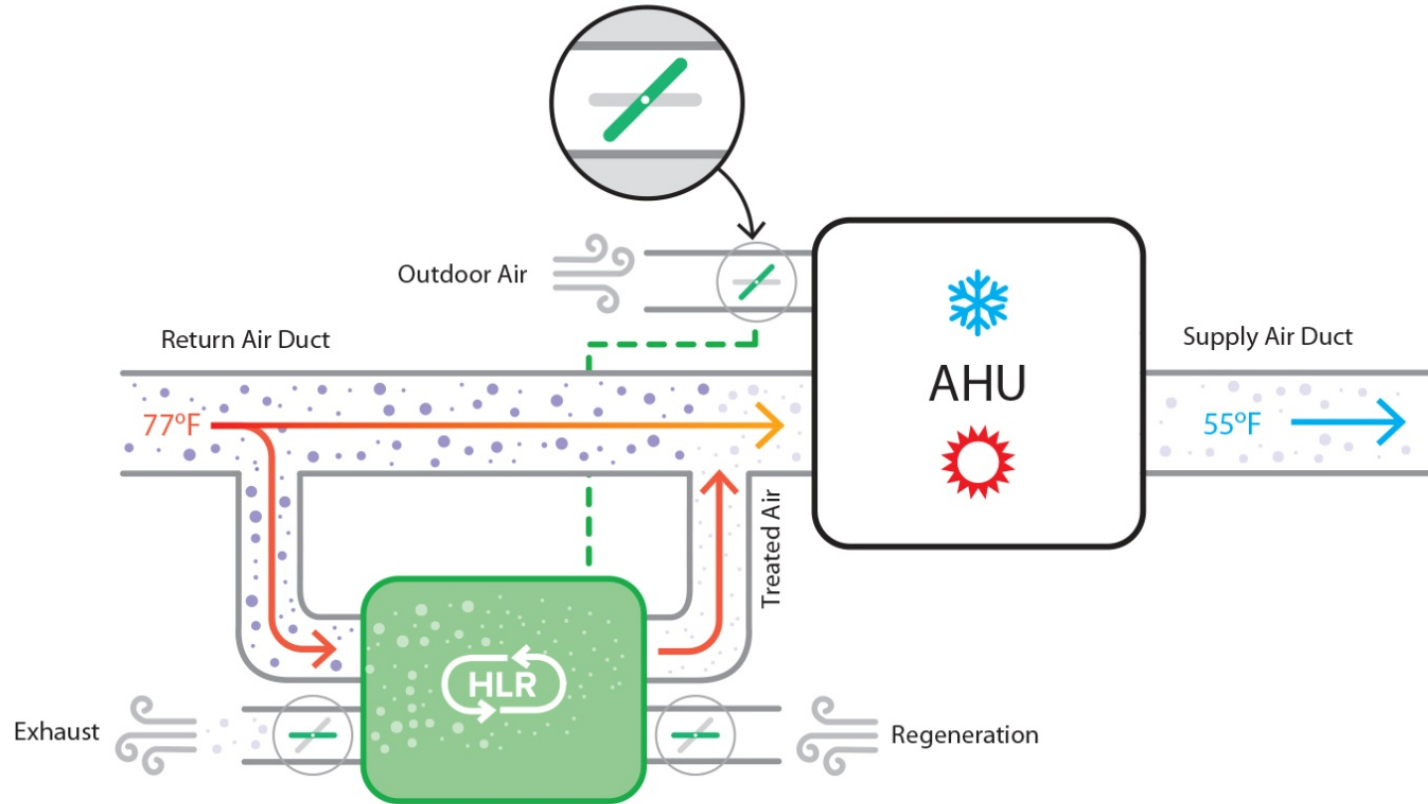 Outdoor Air
Return Air Duct
Supply Air Duct
AHU
77ºF
55ºF
Treated Air
HLR
Exhaust
Regeneration